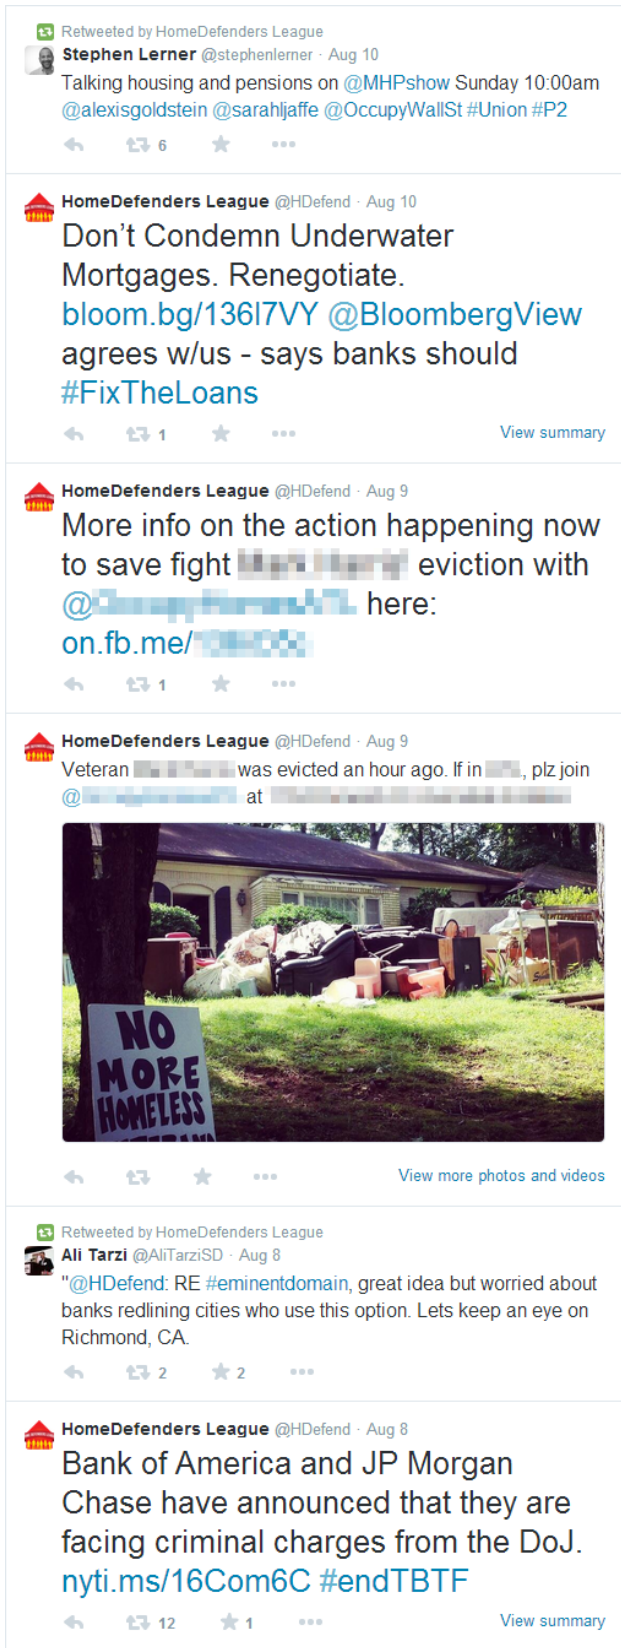 Retweeted by HomeDefenders League
Stephen Lerner @stephenlerner · Aug 10
Talking housing and pensions on @MHPshow Sunday 10:00am
@alexisgoldstein @sarahljaffe @OccupyWallSt #Union #P2
6
HomeDefenders League @HDefend · Aug 10
Don't Condemn Underwater
Mortgages. Renegotiate.
bloom.bg/136I7VY @BloombergView
agrees w/us - says banks should
#FixTheLoans
1 View summary
HomeDefenders League @HDefend · Aug 9
More info on the action happening now
to save fight eviction with
@ here:
on.fb.me/
1
HomeDefenders League @HDefend · Aug 9
Veteran was evicted an hour ago. If in , plz join
@ at
NO
MORE
HOMELESS
View more photos and videos
Retweeted by HomeDefenders League
Ali Tarzi @AliTarziSD · Aug 8
"@HDefend: RE #eminentdomain, great idea but worried about
banks redlining cities who use this option. Lets keep an eye on
Richmond, CA.
2 2
HomeDefenders League @HDefend · Aug 8
Bank of America and JP Morgan
Chase have announced that they are
facing criminal charges from the DoJ.
nyti.ms/16Com6C #endTBTF
12 1 View summary